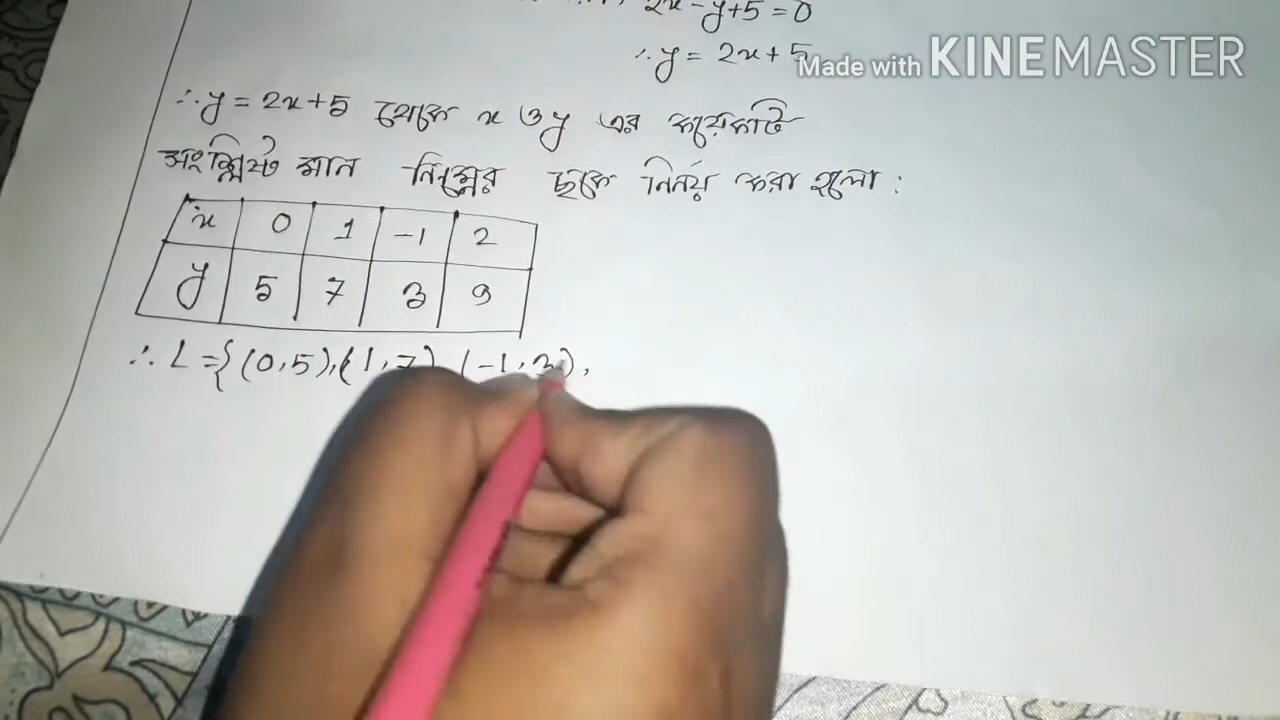 2x-y+5=0
∴y = 2x+5
Made with KINEMASTER
∴y = 2x+5 থেকে x ও y এর কয়েকটি
সংশ্লিষ্ট মান নিম্নের ছকে নির্নয় করা হলো :
x 0 1 -1 2
y 5 7 3 9
∴ L={(0,5),(1,7) (-1,3),